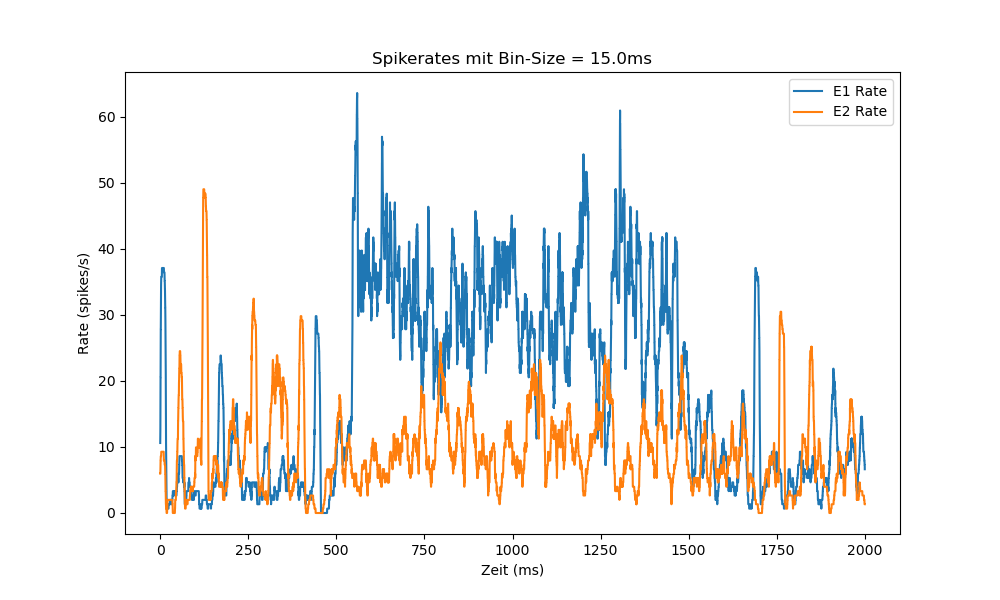 Spikerates mit Bin-Size = 15.0ms
E1 Rate
E2 Rate
Rate (spikes/s)
60
50
40
30
20
10
0
0 250 500 750 1000 1250 1500 1750 2000
Zeit (ms)